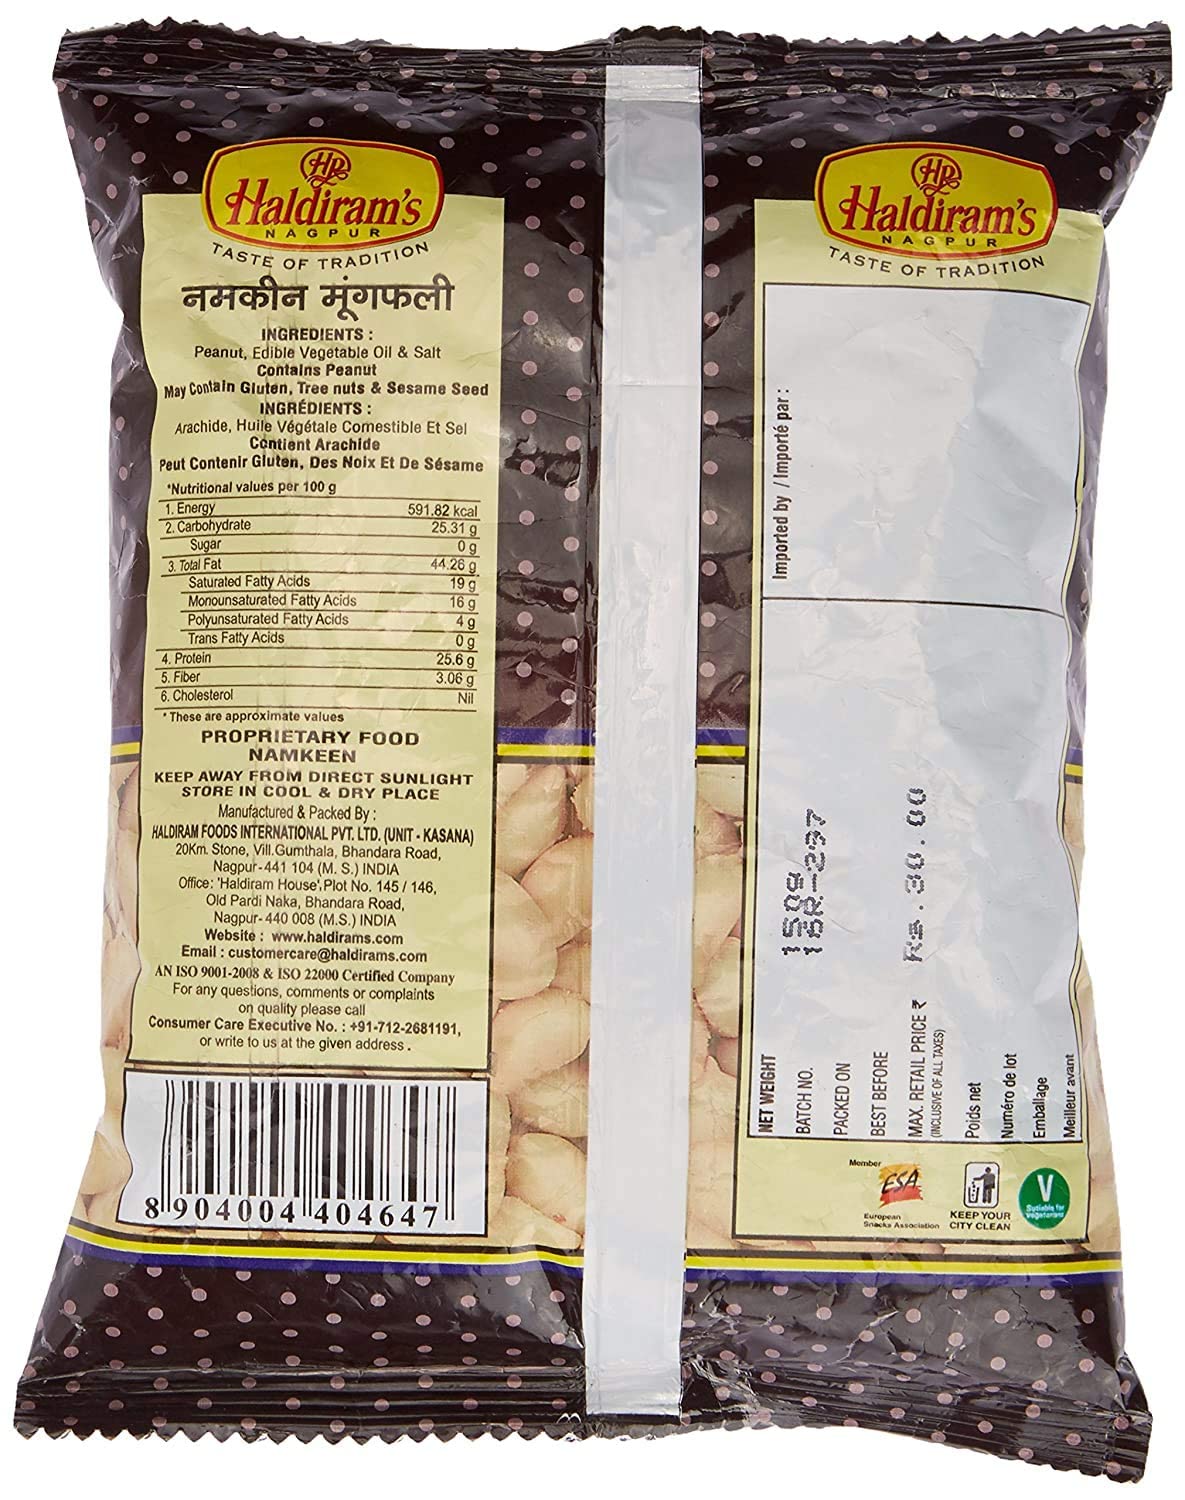 HR
Haldiram's
NAGPUR
TASTE OF TRADITION
नमकीन मूंगफली
INGREDIENTS :
Peanut, Edible Vegetable Oil & Salt
Contains Peanut
May Contain Gluten, Tree nuts & Sesame Seed
INGRÉDIENTS :
Arachide, Huile Végétale Comestible Et Sel
Contient Arachide
Peut Contenir Gluten, Des Noix Et De Sésame
*Nutritional values per 100 g
1. Energy 591.82 kcal
2. Carbohydrate 25.31 g
Sugar 0 g
3. Total Fat 44.26 g
Saturated Fatty Acids 19 g
Monounsaturated Fatty Acids 16 g
Polyunsaturated Fatty Acids 4 g
Trans Fatty Acids 0 g
4. Protein 25.6 g
5. Fiber 3.06 g
6. Cholesterol Nil
* These are approximate values
PROPRIETARY FOOD
NAMKEEN
KEEP AWAY FROM DIRECT SUNLIGHT
STORE IN COOL & DRY PLACE
Manufactured & Packed By :
HALDIRAM FOODS INTERNATIONAL PVT. LTD. (UNIT - KASANA)
20Km. Stone, Vill.Gumthala, Bhandara Road,
Nagpur-441 104 (M. S.) INDIA
Office: 'Haldiram House',Plot No. 145 / 146,
Old Pardi Naka, Bhandara Road,
Nagpur- 440 008 (M.S.) INDIA
Website : www.haldirams.com
Email : customercare@haldirams.com
AN ISO 9001-2008 & ISO 22000 Certified Company
For any questions, comments or complaints
on quality please call
Consumer Care Executive No. : +91-712-2681191,
or write to us at the given address .
8 904004 404647
HR
Haldiram's
NAGPUR
TASTE OF TRADITION
Imported by / Importé par :
NET WEIGHT
BATCH NO.
PACKED ON
BEST BEFORE
MAX. RETAIL PRICE ₹ Rs.30.00
(INCLUSIVE OF ALL TAXES)
Poids net
Numéro de lot
Emballage
Meilleur avant
Member
ESA
European
Snacks Association
KEEP YOUR
CITY CLEAN
V
Suitable for
vegetarians